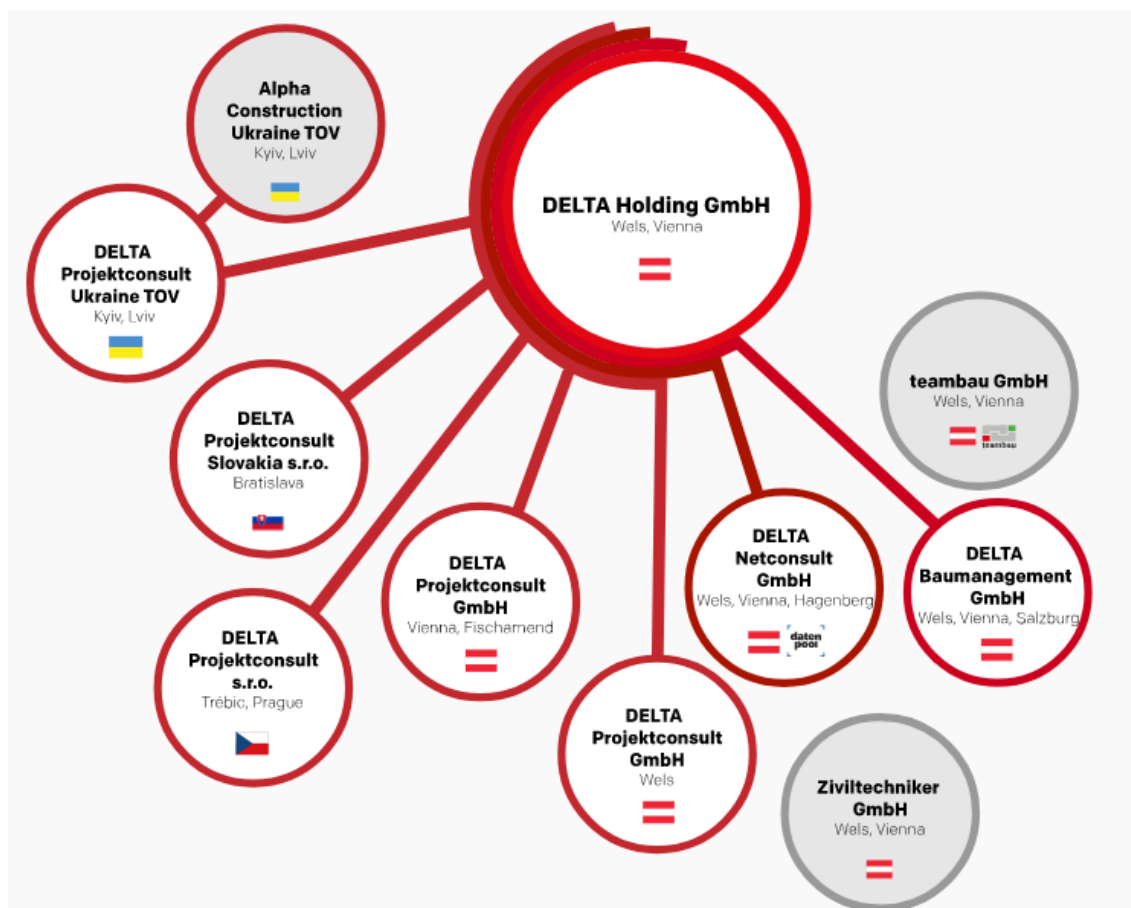 Alpha
Construction
Ukraine TOV
Kyiv, Lviv
DELTA Holding GmbH
Wels, Vienna
DELTA
Projektconsult
Ukraine TOV
Kyiv, Lviv
teambau GmbH
Wels, Vienna
teambau
DELTA
Projektconsult
Slovakia s.r.o.
Bratislava
DELTA
Projektconsult
GmbH
Vienna, Fischamend
DELTA
Netconsult
GmbH
Wels, Vienna, Hagenberg
daten
pool
DELTA
Baumanagement
GmbH
Wels, Vienna, Salzburg
DELTA
Projektconsult
s.r.o.
Trébic, Prague
DELTA
Projektconsult
GmbH
Wels
Ziviltechniker
GmbH
Wels, Vienna